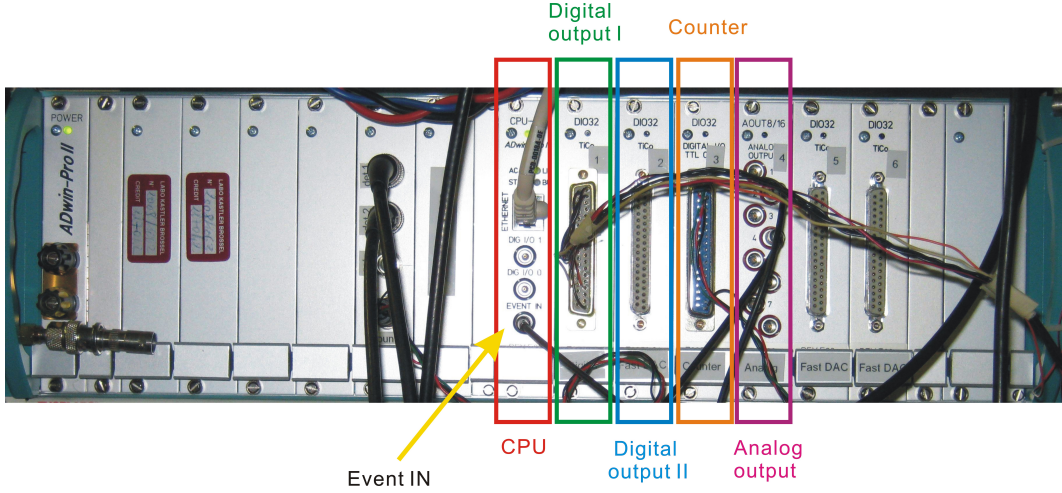 Digital
output I
Counter
POWER
ADwin-Pro II
LABO KASTLER BROSSEL
N
CREDIT
LABO KASTLER BROSSEL
N
CREDIT
CPU-
ADwin
ETHERNET
DIG I/O 1
DIG I/O 0
EVENT IN
DIO32
TiCo
1
DIO32
TiCo
2
DIO32
DIGITAL I/O
TTL
3
AOUT8/16
ANALOG
OUTPUT
4
1
3
4
7
DIO32
TiCo
5
DIO32
TiCo
6
Counter
Analog
Fast DAC
Fast DAC
CPU
Digital
output II
Analog
output
Event IN